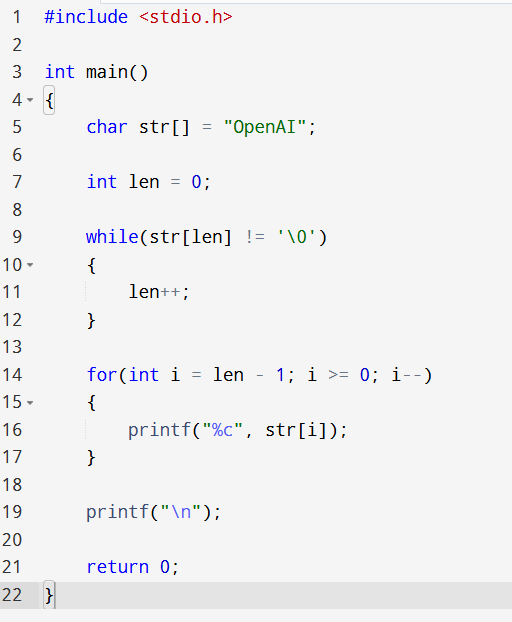 1 #include <stdio.h>
2
3 int main()
4 {
5     char str[] = "OpenAI";
6
7     int len = 0;
8
9     while(str[len] != '\0')
10     {
11         len++;
12     }
13
14     for(int i = len - 1; i >= 0; i--)
15     {
16         printf("%c", str[i]);
17     }
18
19     printf("\n");
20
21     return 0;
22 }